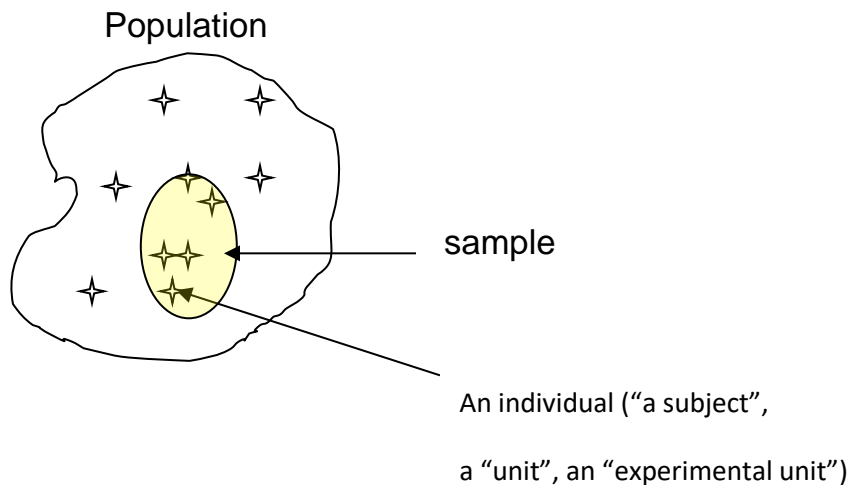 Population
sample
An individual (“a subject”,
a “unit”, an “experimental unit”)